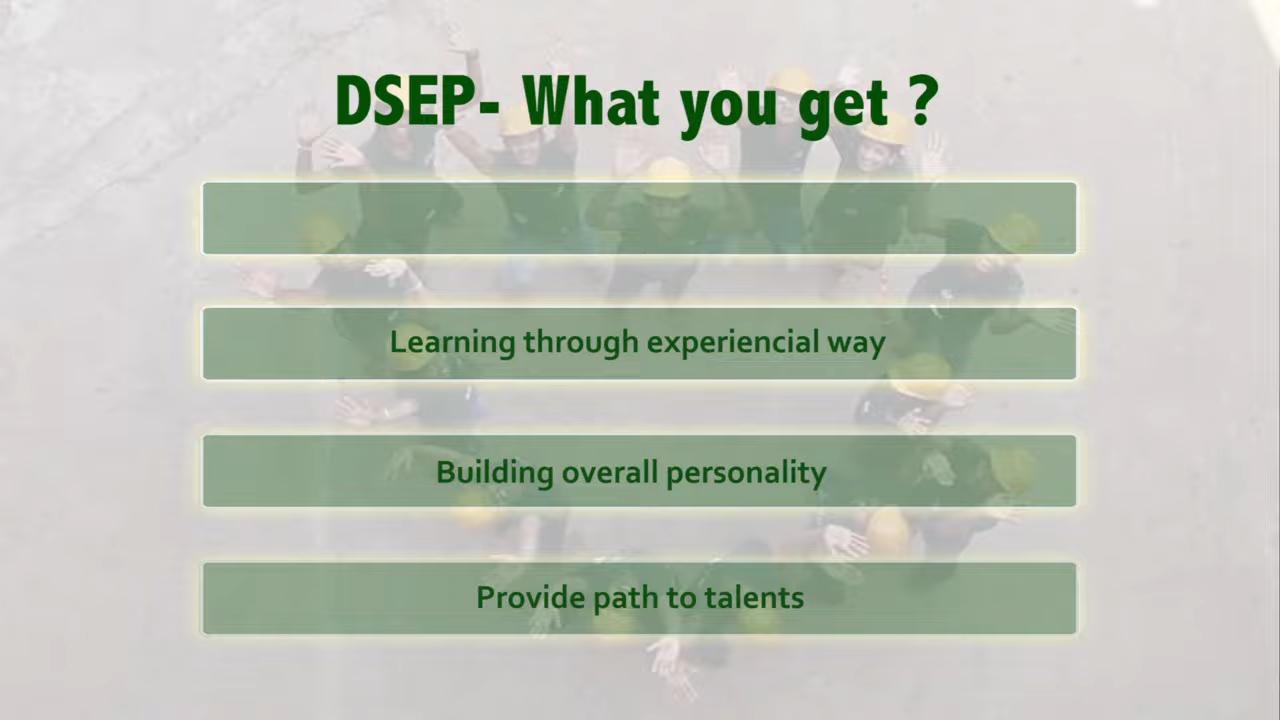 DSEP- What you get ?
Learning through experiencial way
Building overall personality
Provide path to talents